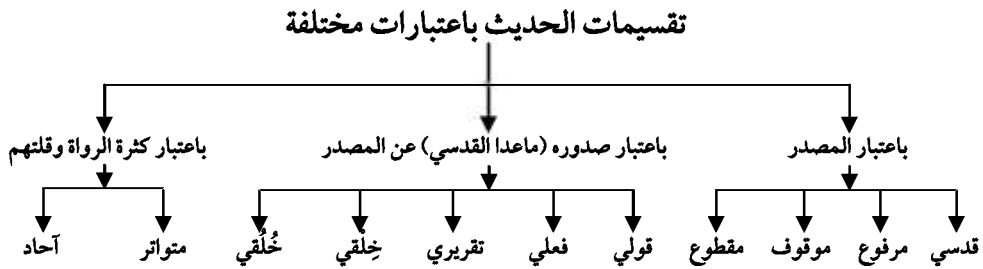 تقسيمات الحديث باعتبارات مختلفة
باعتبار المصدر
باعتبار صدوره (ماعدا القدسي) عن المصدر
باعتبار كثرة الرواة وقلتهم
قدسي
مرفوع
موقوف
مقطوع
قولي
فعلي
تقريري
خِلْقي
خُلُقي
متواتر
آحاد